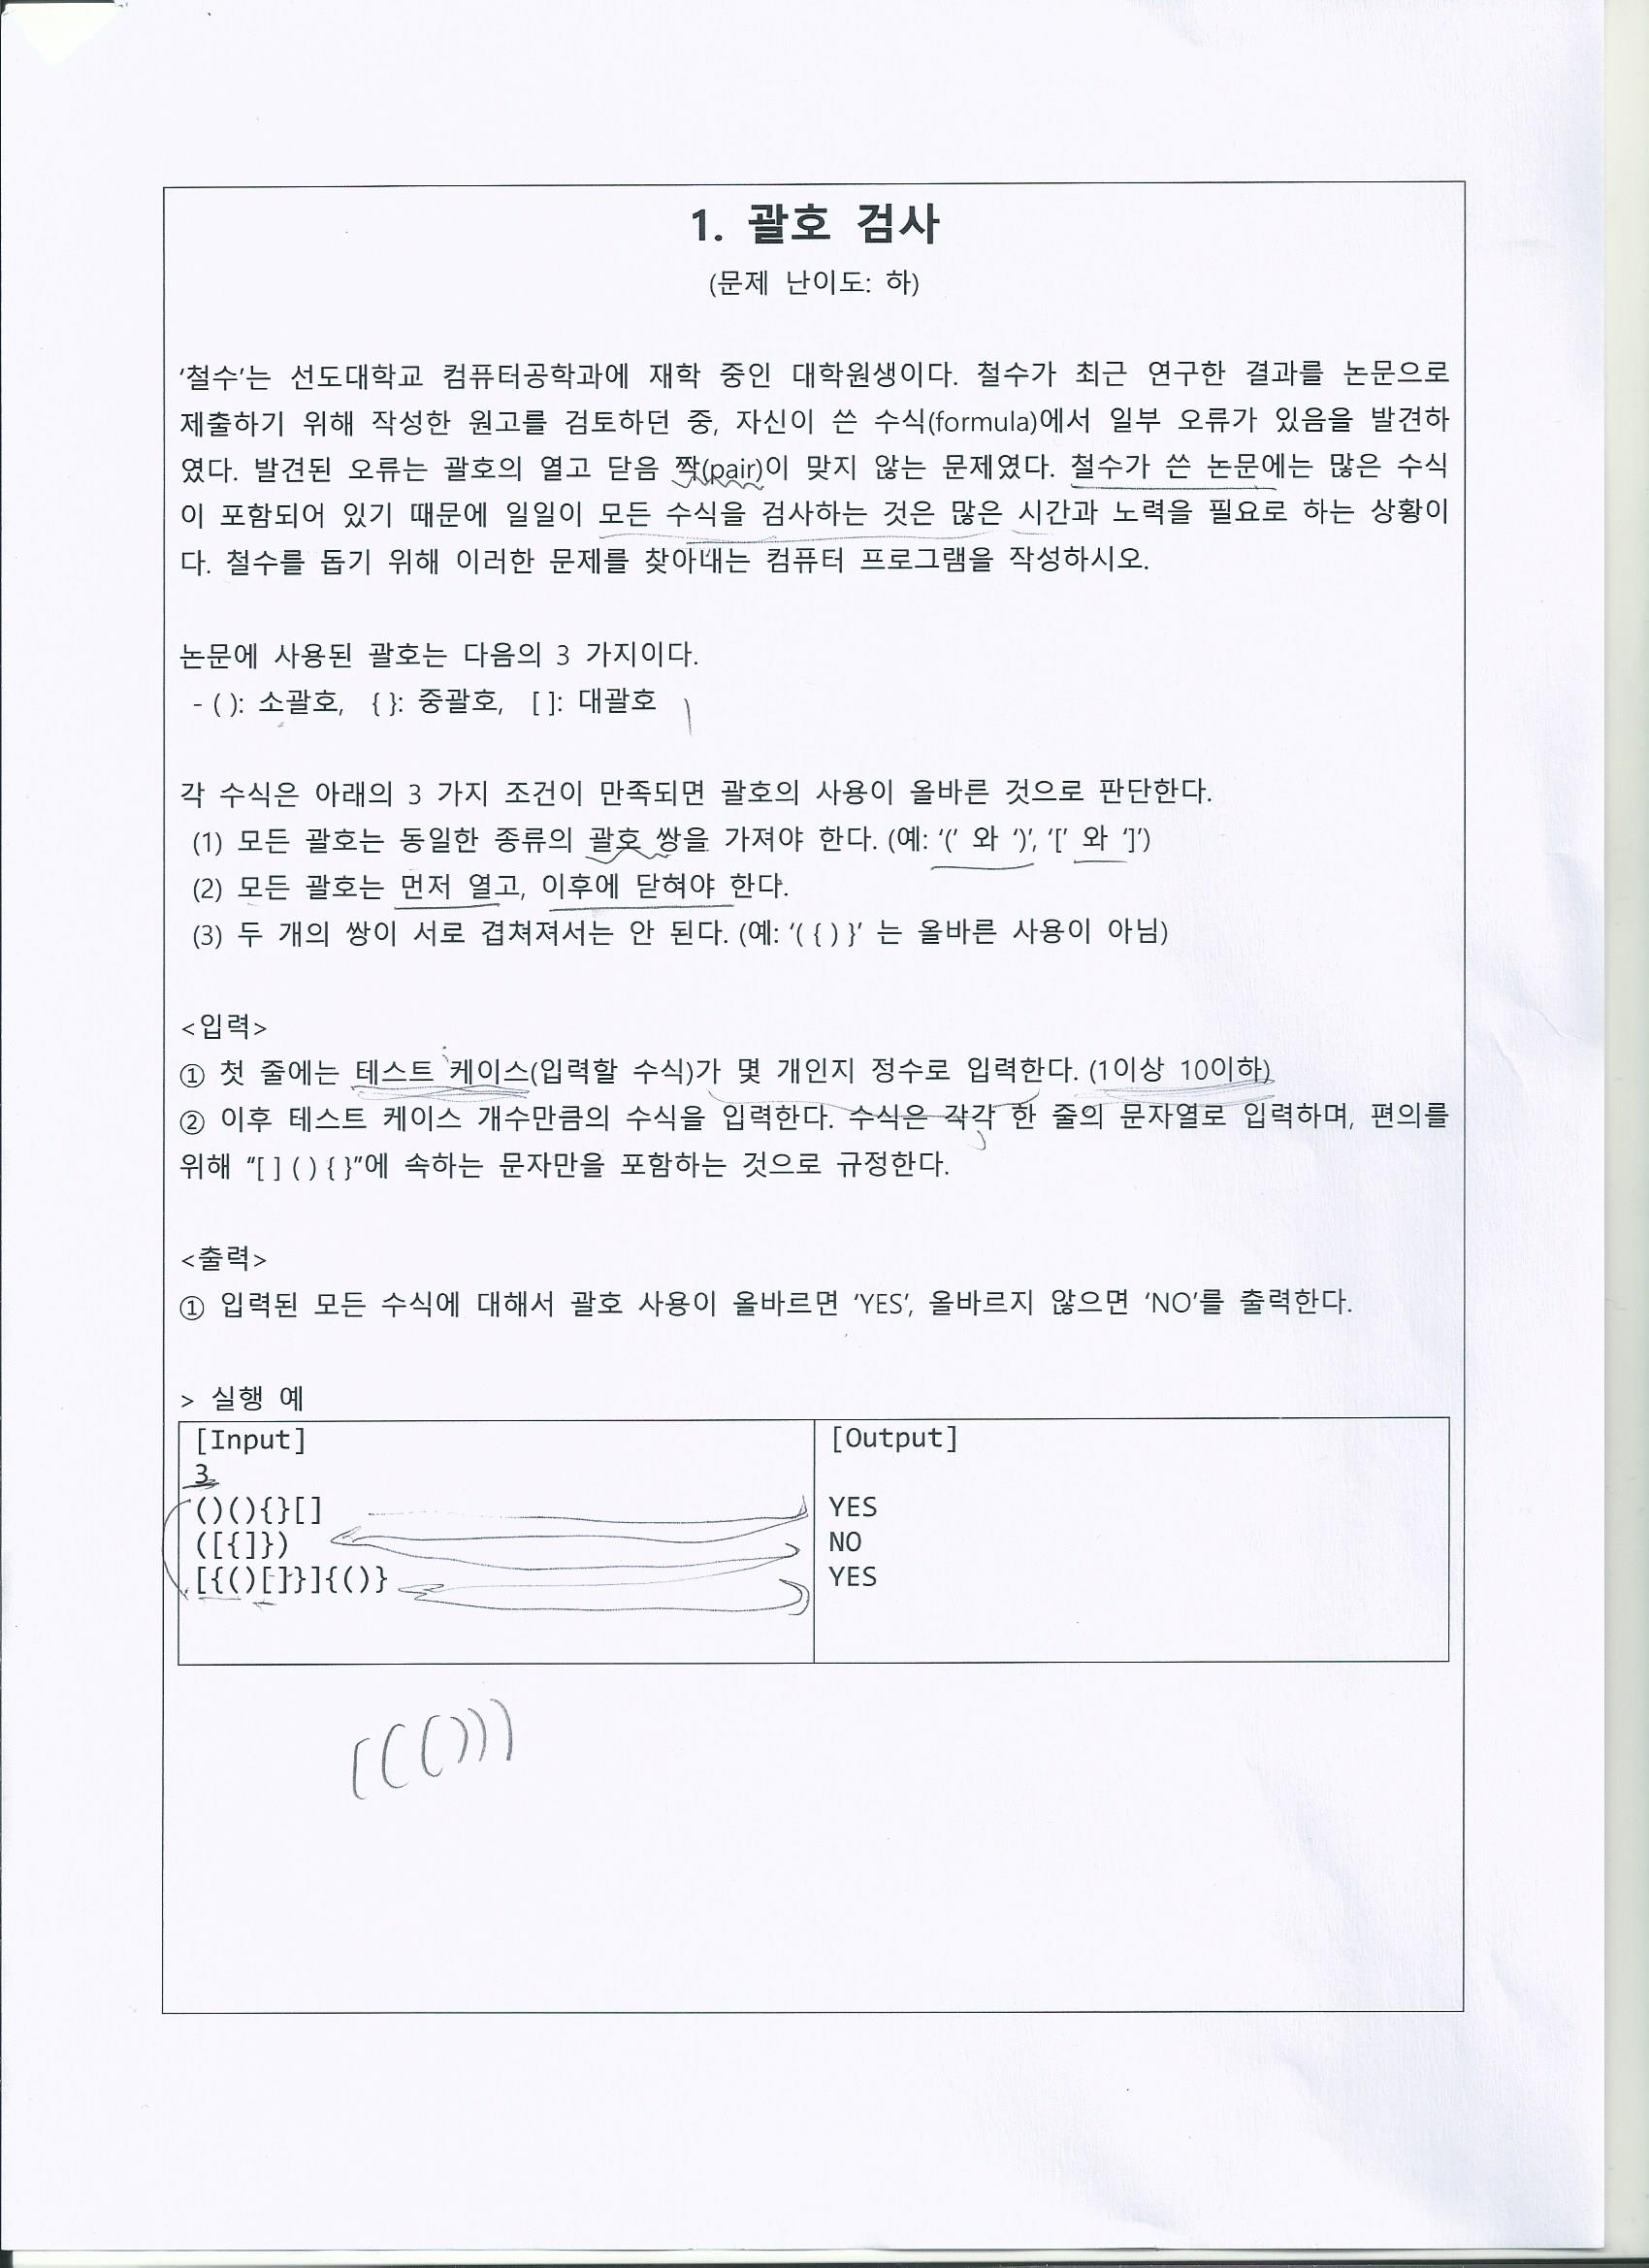 1. 괄호 검사
(문제 난이도: 하)
'철수'는 선도대학교 컴퓨터공학과에 재학 중인 대학원생이다. 철수가 최근 연구한 결과를 논문으로
제출하기 위해 작성한 원고를 검토하던 중, 자신이 쓴 수식(formula)에서 일부 오류가 있음을 발견하
였다. 발견된 오류는 괄호의 열고 닫음 짝(pair)이 맞지 않는 문제였다. 철수가 쓴 논문에는 많은 수식
이 포함되어 있기 때문에 일일이 모든 수식을 검사하는 것은 많은 시간과 노력을 필요로 하는 상황이
다. 철수를 돕기 위해 이러한 문제를 찾아내는 컴퓨터 프로그램을 작성하시오.
논문에 사용된 괄호는 다음의 3 가지이다.
- ( ): 소괄호, { }: 중괄호, [ ]: 대괄호
각 수식은 아래의 3 가지 조건이 만족되면 괄호의 사용이 올바른 것으로 판단한다.
(1) 모든 괄호는 동일한 종류의 괄호 쌍을 가져야 한다. (예: '(' 와 ')', '[' 와 ']')
(2) 모든 괄호는 먼저 열고, 이후에 닫혀야 한다.
(3) 두 개의 쌍이 서로 겹쳐져서는 안 된다. (예: '( { ) }' 는 올바른 사용이 아님)
<입력>
① 첫 줄에는 테스트 케이스(입력할 수식)가 몇 개인지 정수로 입력한다. (1이상 10이하)
② 이후 테스트 케이스 개수만큼의 수식을 입력한다. 수식은 각각 한 줄의 문자열로 입력하며, 편의를
위해 "[ ] ( ) { }"에 속하는 문자만을 포함하는 것으로 규정한다.
<출력>
① 입력된 모든 수식에 대해서 괄호 사용이 올바르면 'YES', 올바르지 않으면 'NO'를 출력한다.
> 실행 예
[Input]
3
()(){}[]
([{]})
[{()[]}]{()}
[Output]
YES
NO
YES
((()))